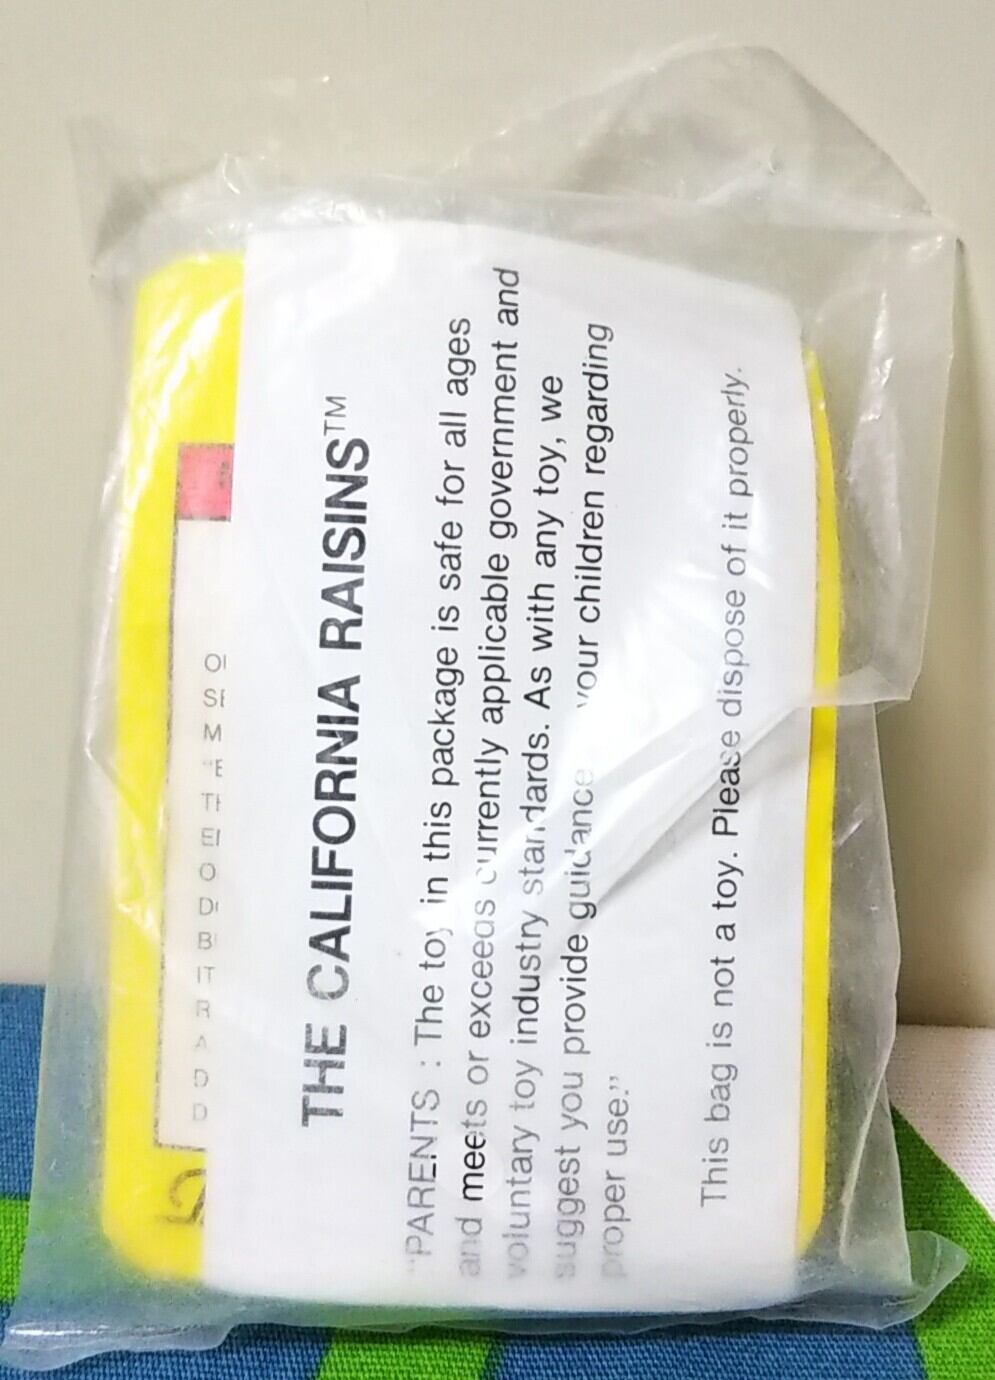 THE CALIFORNIA RAISINS™
"PARENTS : The toy in this package is safe for all ages
and meets or exceeds currently applicable government and
voluntary toy industry standards. As with any toy, we
suggest you provide guidance your children regarding
proper use."
This bag is not a toy. Please dispose of it properly.
M
"E
O
IT
R
A
D
D